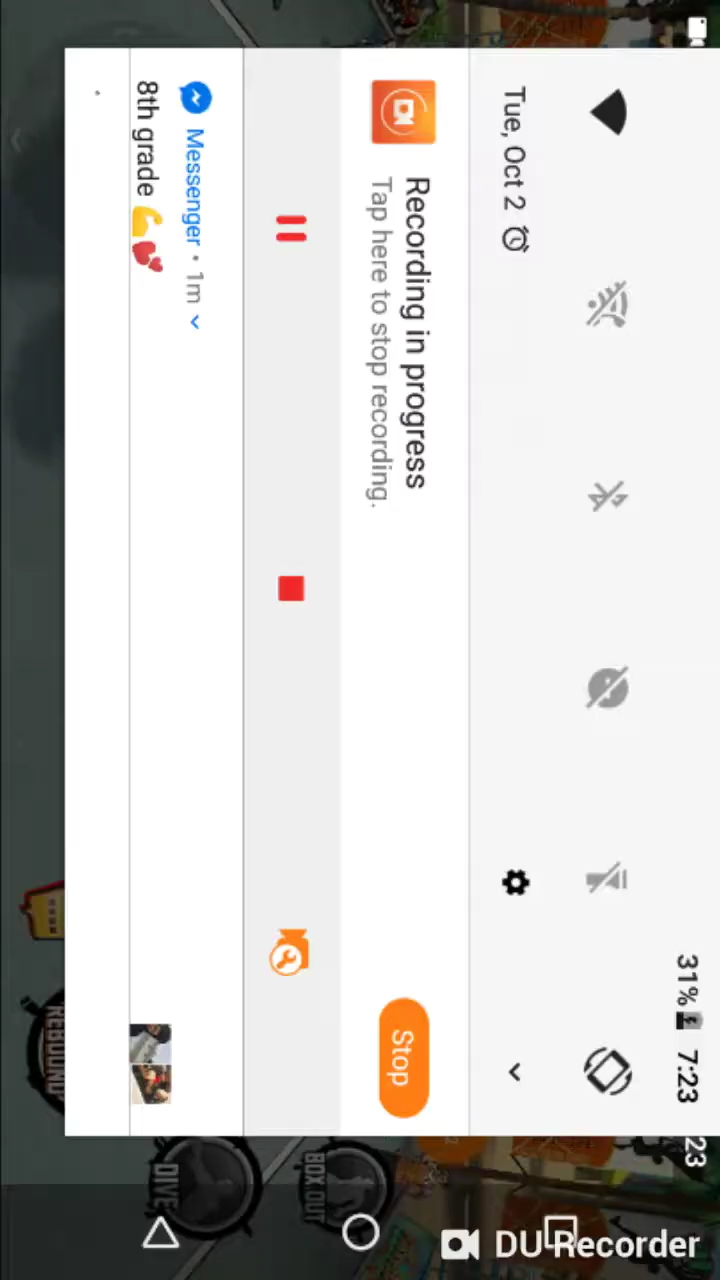 31% 7:23
23
Tue, Oct 2
Recording in progress
Tap here to stop recording.
Stop
Messenger • 1m
8th grade 💪💕
REBOUND
DIVE
BOX OUT
DU Recorder